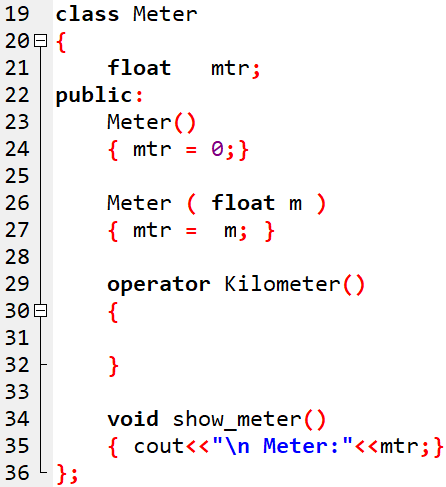 19 class Meter
20 {
21 float mtr;
22 public:
23 Meter()
24 { mtr = 0;}
25
26 Meter ( float m )
27 { mtr = m; }
28
29 operator Kilometer()
30 {
31
32 }
33
34 void show_meter()
35 { cout<<"\n Meter:"<<mtr;}
36 };